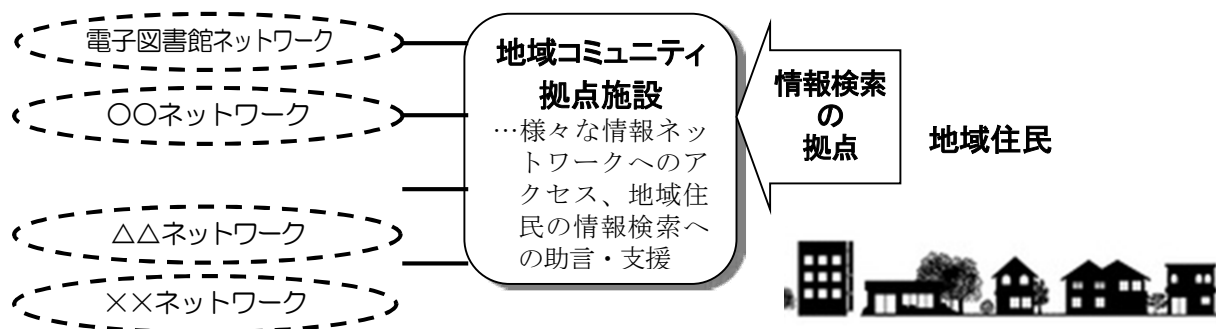 電子図書館ネットワーク
〇〇ネットワーク
△△ネットワーク
××ネットワーク
地域コミュニティ
拠点施設
…様々な情報ネッ
トワークへのア
クセス、地域住
民の情報検索へ
の助言・支援
情報検索
の
拠点
地域住民